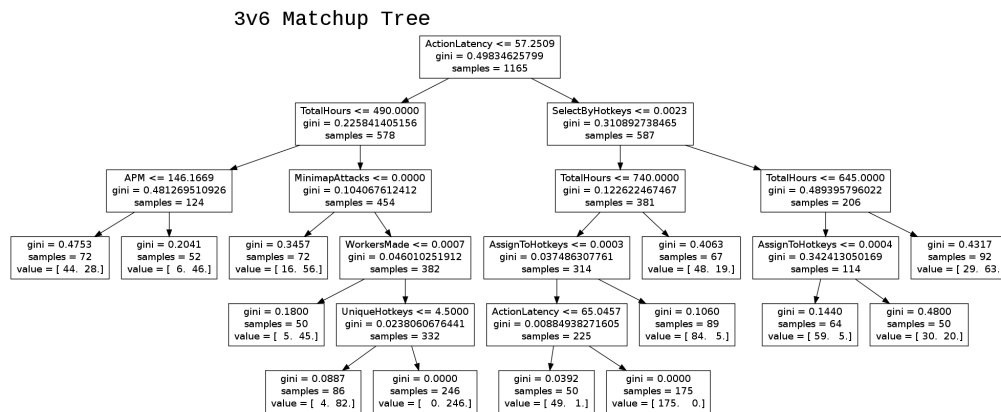 3v6 Matchup Tree
ActionLatency <= 57.2509
gini = 0.49834625799
samples = 1165
TotalHours <= 490.0000
gini = 0.225841405156
samples = 578
SelectByHotkeys <= 0.0023
gini = 0.310892738465
samples = 587
APM <= 146.1669
gini = 0.481269510926
samples = 124
MinimapAttacks <= 0.0000
gini = 0.104067612412
samples = 454
TotalHours <= 740.0000
gini = 0.122622467467
samples = 381
TotalHours <= 645.0000
gini = 0.489395796022
samples = 206
gini = 0.4753
samples = 72
value = [ 44. 28.]
gini = 0.2041
samples = 52
value = [ 6. 46.]
gini = 0.3457
samples = 72
value = [ 16. 56.]
WorkersMade <= 0.0007
gini = 0.046010251912
samples = 382
AssignToHotkeys <= 0.0003
gini = 0.037486307761
samples = 314
gini = 0.4063
samples = 67
value = [ 48. 19.]
AssignToHotkeys <= 0.0004
gini = 0.342413050169
samples = 114
gini = 0.4317
samples = 92
value = [ 29. 63.
gini = 0.1800
samples = 50
value = [ 5. 45.]
UniqueHotkeys <= 4.5000
gini = 0.0238060676441
samples = 332
ActionLatency <= 65.0457
gini = 0.00884938271605
samples = 225
gini = 0.1060
samples = 89
value = [ 84. 5.]
gini = 0.1440
samples = 64
value = [ 59. 5.]
gini = 0.4800
samples = 50
value = [ 30. 20.]
gini = 0.0887
samples = 86
value = [ 4. 82.]
gini = 0.0000
samples = 246
value = [ 0. 246.]
gini = 0.0392
samples = 50
value = [ 49. 1.]
gini = 0.0000
samples = 175
value = [ 175. 0.]